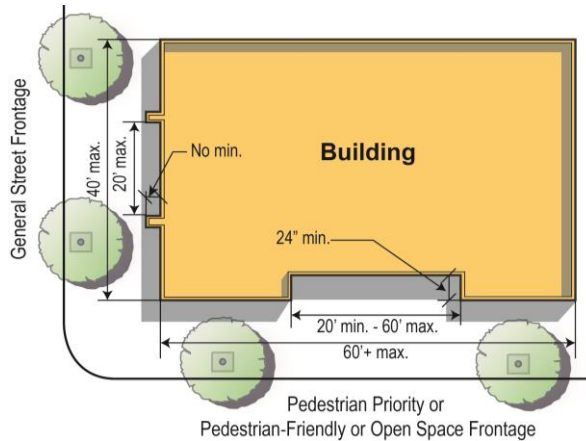 General Street Frontage
40' max.
20' max.
No min.
Building
24" min.
20' min. - 60' max.
60'+ max.
Pedestrian Priority or
Pedestrian-Friendly or Open Space Frontage